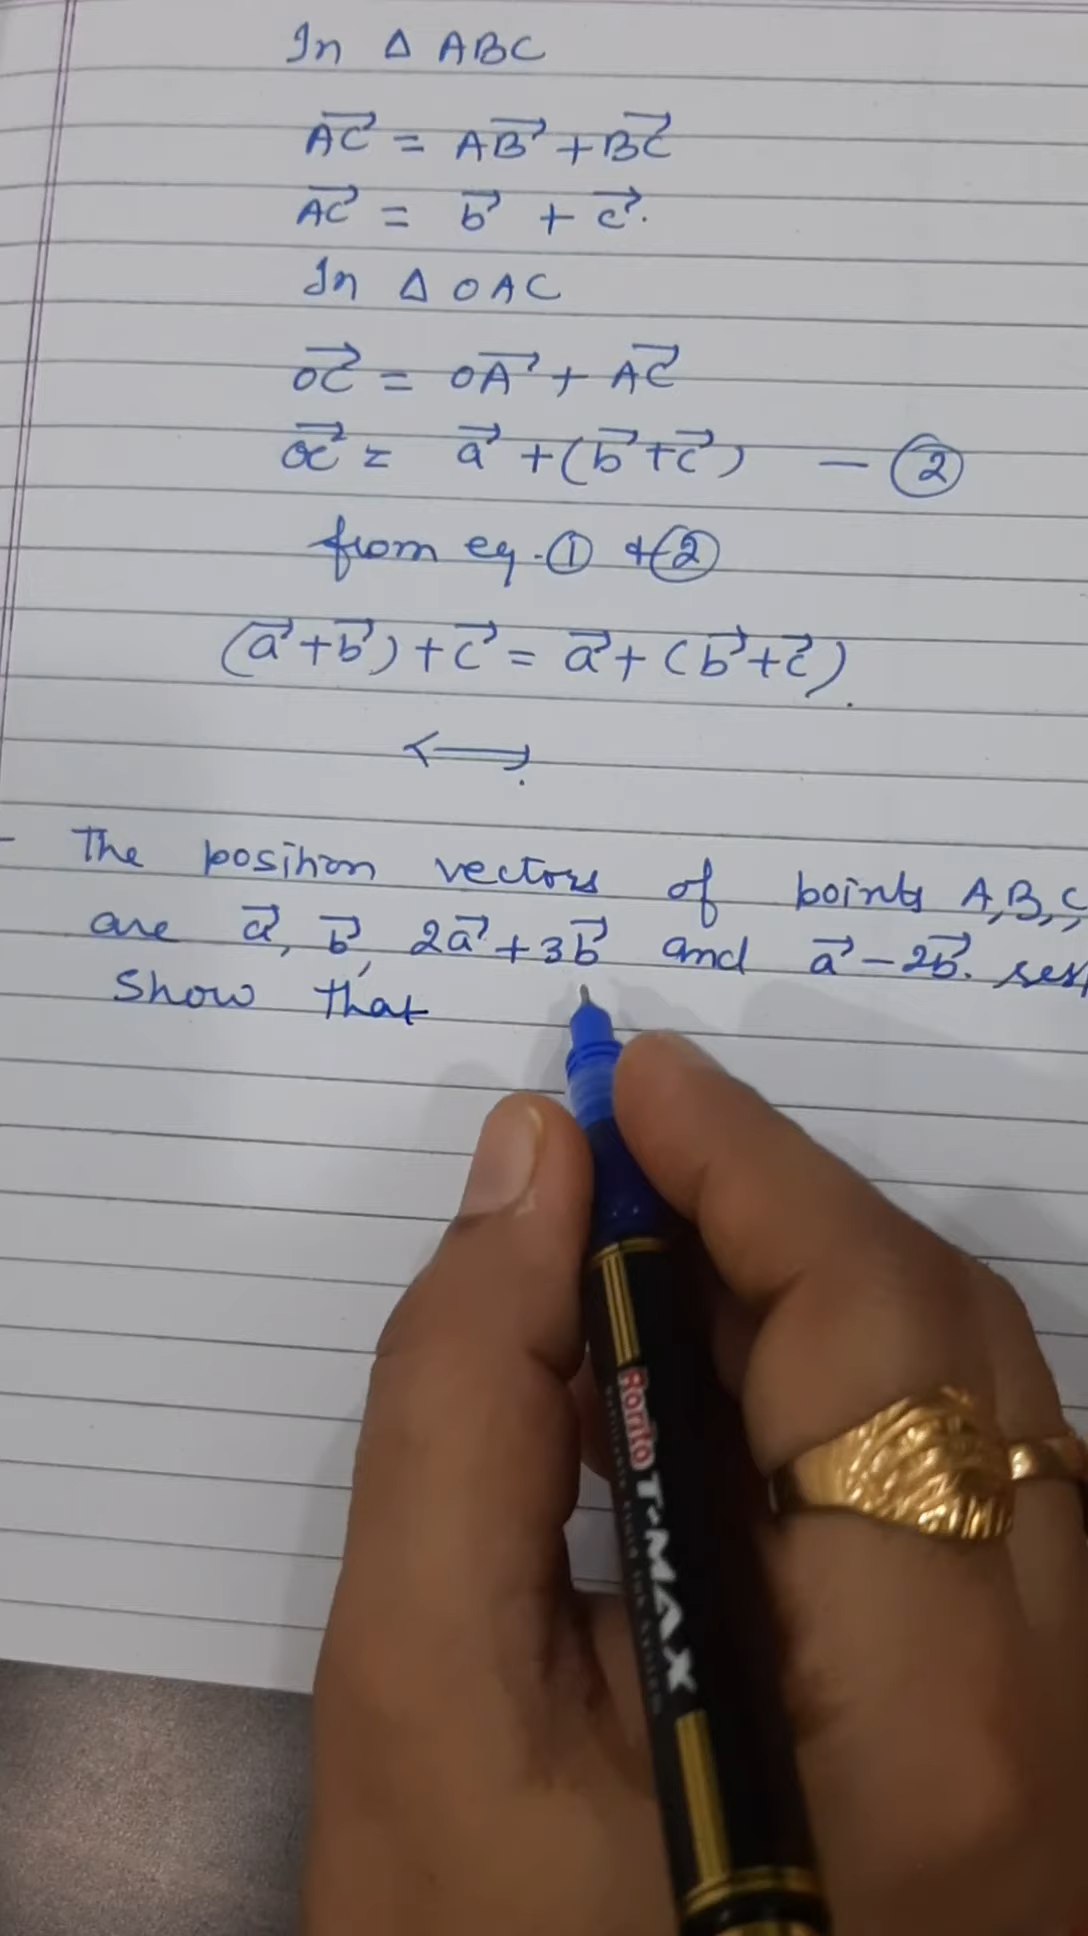 In Δ ABC
AC⃗ = AB⃗ + BC⃗
AC⃗ = b⃗ + c⃗.
In Δ OAC
OC⃗ = OA⃗ + AC⃗
OC⃗ = a⃗ + (b⃗ + c⃗) — ②
from eq. ① & ②
(a⃗ + b⃗) + c⃗ = a⃗ + (b⃗ + c⃗).
The position vectors of points A, B, C,
are a⃗, b⃗, 2a⃗ + 3b⃗ and a⃗ - 2b⃗. res
Show that
Rorito T-MAX